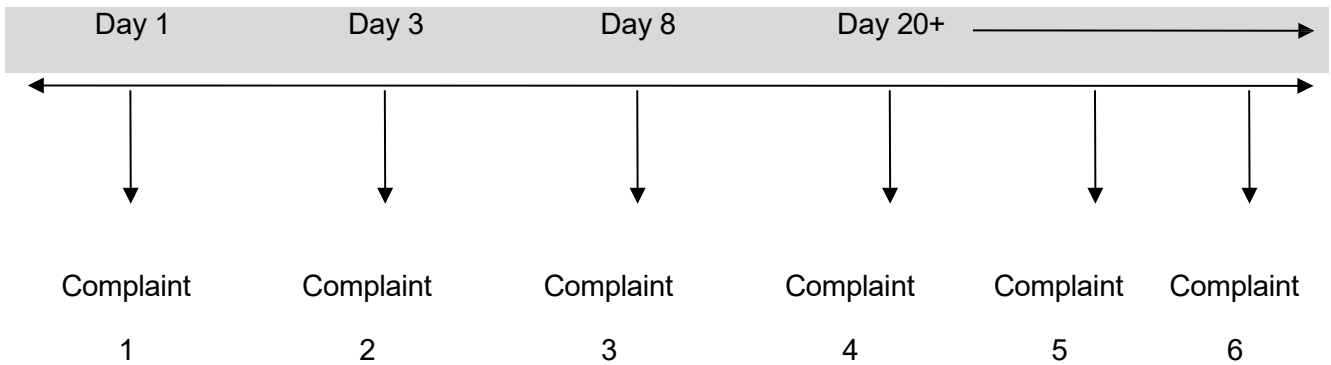 Day 1 Day 3 Day 8 Day 20+
Complaint Complaint Complaint Complaint Complaint Complaint
1 2 3 4 5 6